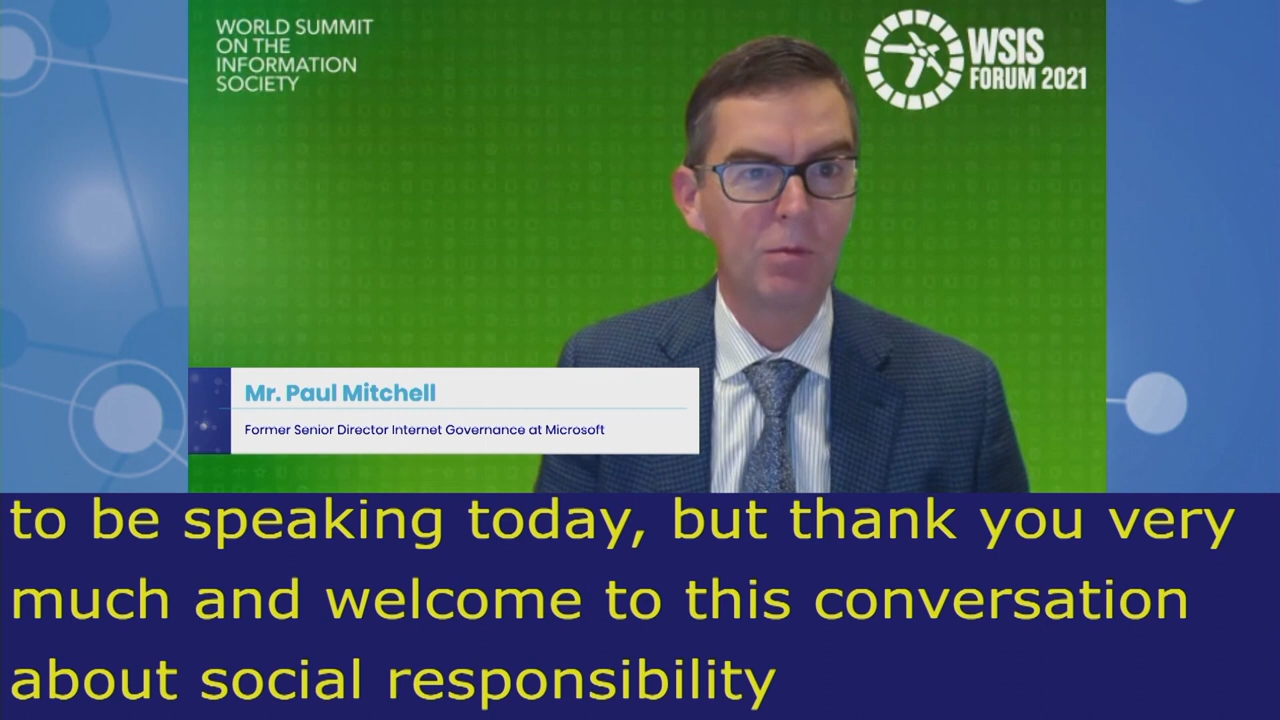 WORLD SUMMIT
ON THE
INFORMATION
SOCIETY
WSIS
FORUM 2021
Mr. Paul Mitchell
Former Senior Director Internet Governance at Microsoft
to be speaking today, but thank you very
much and welcome to this conversation
about social responsibility